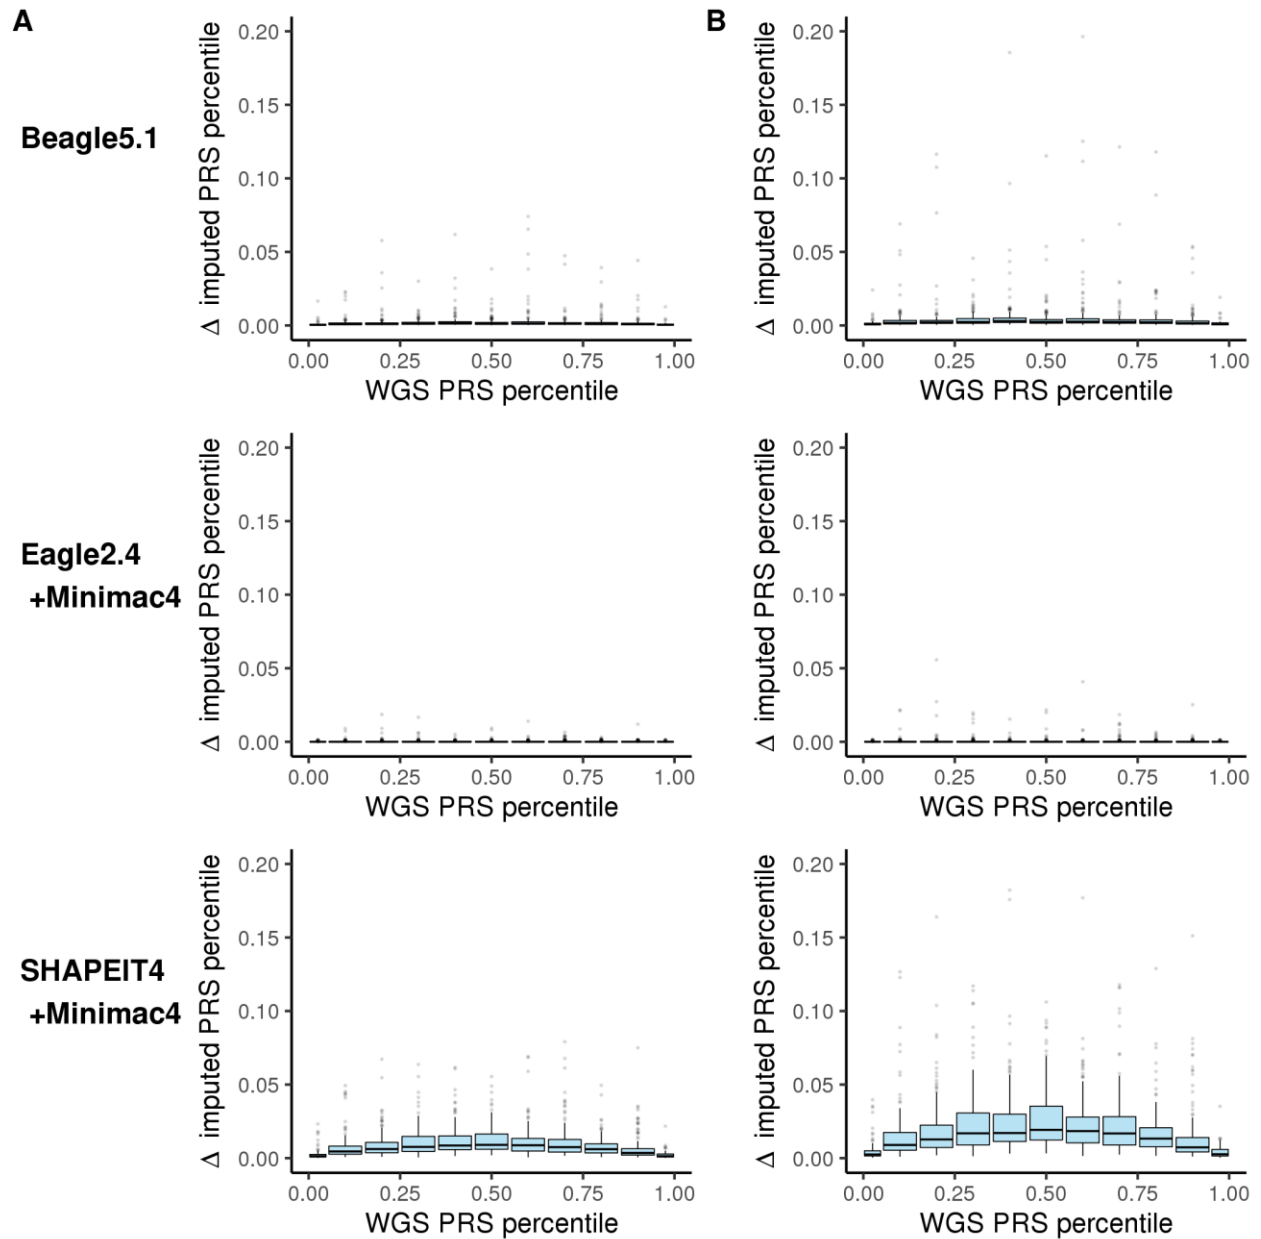 A
B
Beagle5.1
Δ imputed PRS percentile
0.20
0.15
0.10
0.05
0.00
0.00 0.25 0.50 0.75 1.00
WGS PRS percentile
Δ imputed PRS percentile
0.20
0.15
0.10
0.05
0.00
0.00 0.25 0.50 0.75 1.00
WGS PRS percentile
Eagle2.4
+Minimac4
Δ imputed PRS percentile
0.20
0.15
0.10
0.05
0.00
0.00 0.25 0.50 0.75 1.00
WGS PRS percentile
Δ imputed PRS percentile
0.20
0.15
0.10
0.05
0.00
0.00 0.25 0.50 0.75 1.00
WGS PRS percentile
SHAPEIT4
+Minimac4
Δ imputed PRS percentile
0.20
0.15
0.10
0.05
0.00
0.00 0.25 0.50 0.75 1.00
WGS PRS percentile
Δ imputed PRS percentile
0.20
0.15
0.10
0.05
0.00
0.00 0.25 0.50 0.75 1.00
WGS PRS percentile